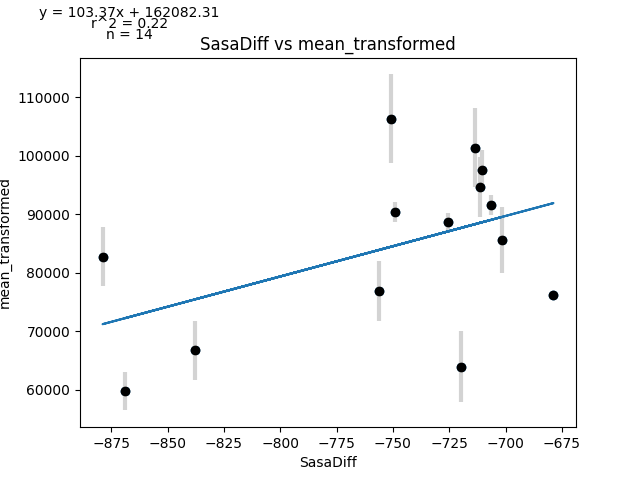 y = 103.37x + 162082.31
r^2 = 0.22
n = 14
SasaDiff vs mean_transformed
110000
100000
90000
80000
70000
60000
mean_transformed
−875
−850
−825
−800
−775
−750
−725
−700
−675
SasaDiff